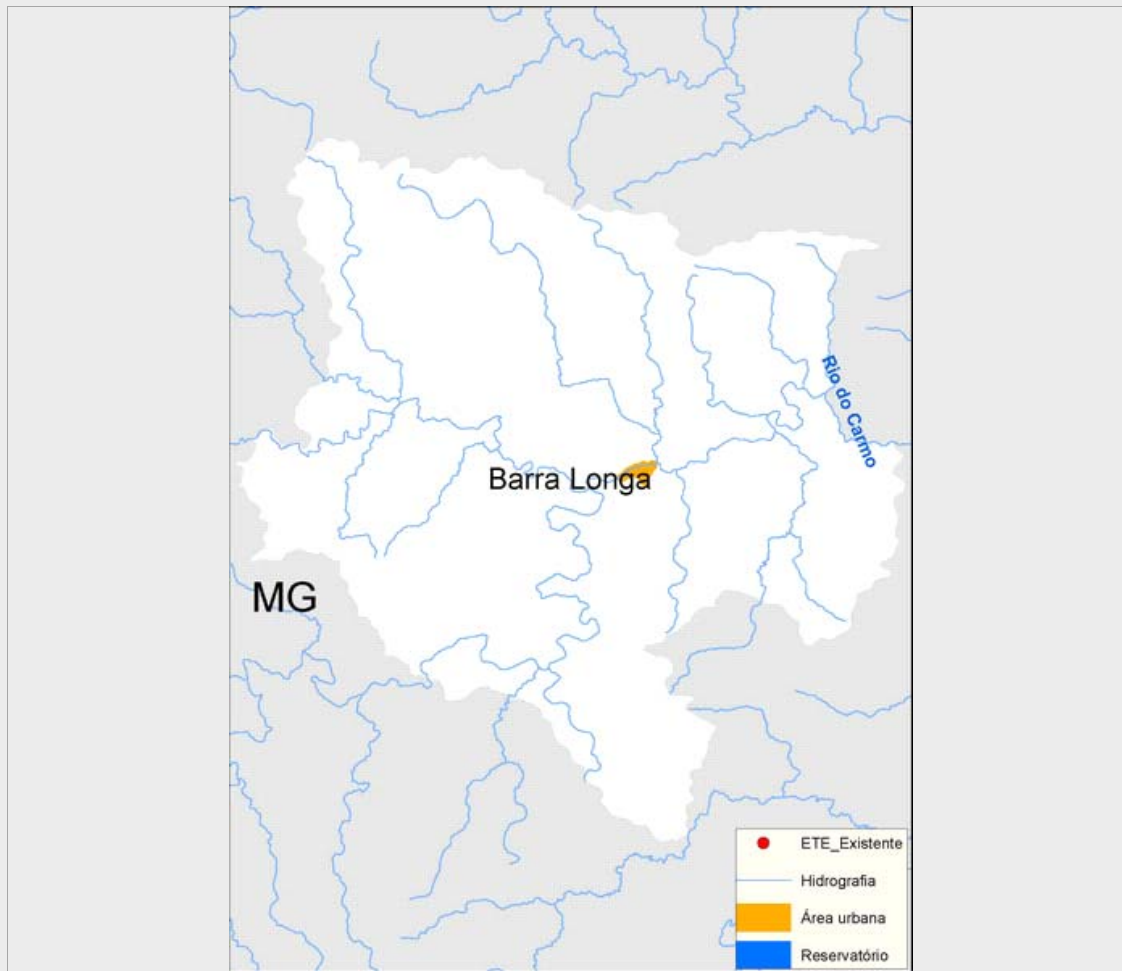 Rio do Carmo
Barra Longa
MG
ETE_Existente
Hidrografia
Área urbana
Reservatório